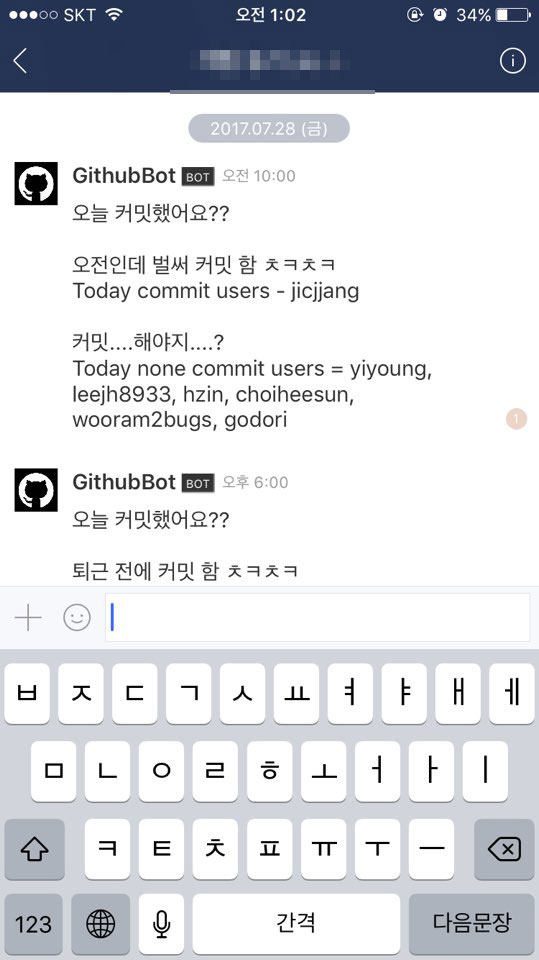 SKT 오전 1:02 34%
2017.07.28 (금)
GithubBot BOT 오전 10:00
오늘 커밋했어요??
오전인데 벌써 커밋 함 ㅊㅋㅊㅋ
Today commit users - jicjjang
커밋....해야지....?
Today none commit users = yiyoung,
leejh8933, hzin, choiheesun,
wooram2bugs, godori
1
GithubBot BOT 오후 6:00
오늘 커밋했어요??
퇴근 전에 커밋 함 ㅊㅋㅊㅋ
ㅂ ㅈ ㄷ ㄱ ㅅ ㅛ ㅕ ㅑ ㅐ ㅔ
ㅁ ㄴ ㅇ ㄹ ㅎ ㅗ ㅓ ㅏ ㅣ
ㅋ ㅌ ㅊ ㅍ ㅠ ㅜ ㅡ
123 간격 다음문장